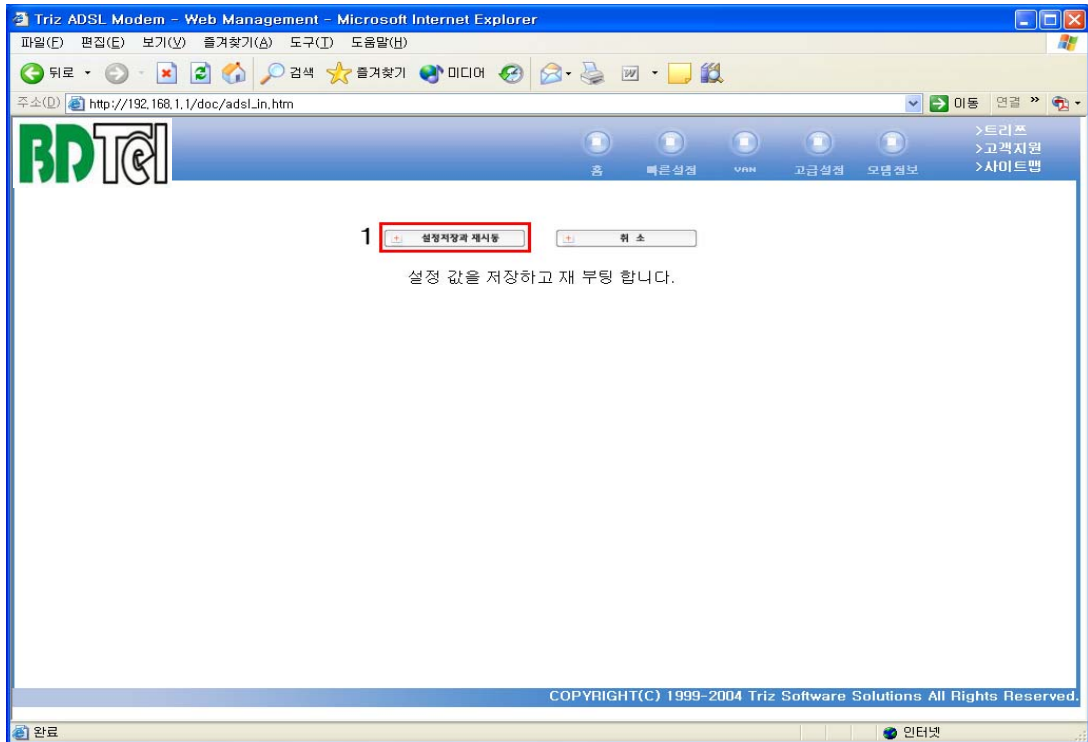 Triz ADSL Modem - Web Management - Microsoft Internet Explorer
파일(F) 편집(E) 보기(V) 즐겨찾기(A) 도구(T) 도움말(H)
뒤로 검색 즐겨찾기 미디어
주소(D) http://192,168,1,1/doc/adsl_in,htm 이동 연결 »
BDTel
>트리쯔
>고객지원
>사이트맵
홈 빠른설정 VAN 고급설정 모뎀정보
1 설정저장과 재시동 취 소
설정 값을 저장하고 재 부팅 합니다.
COPYRIGHT(C) 1999-2004 Triz Software Solutions All Rights Reserved.
완료 인터넷